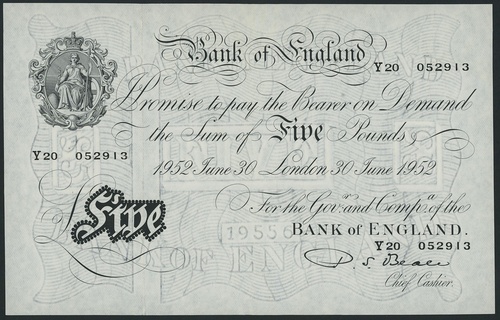 Bank of England
Y20 052913
I Promise to pay the Bearer on Demand
the Sum of Five Pounds
Y20 052913
1952 June 30 London 30 June 1952
For the Govr. and Compa. of the
BANK of ENGLAND.
Y20 052913
£Five
P. S. Beale
Chief Cashier.